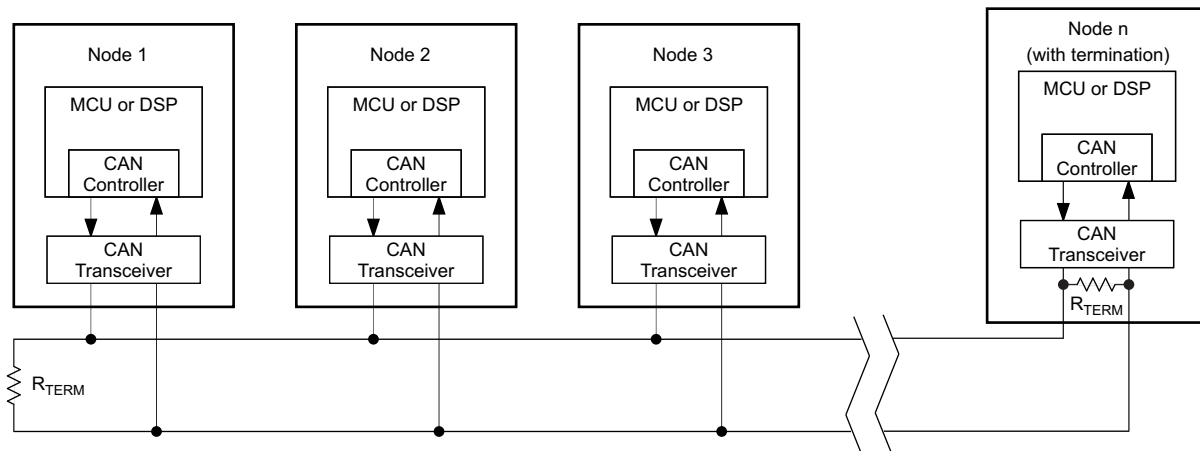 Node 1
MCU or DSP
CAN
Controller
CAN
Transceiver
Node 2
MCU or DSP
CAN
Controller
CAN
Transceiver
Node 3
MCU or DSP
CAN
Controller
CAN
Transceiver
Node n
(with termination)
MCU or DSP
CAN
Controller
CAN
Transceiver
RTERM
RTERM